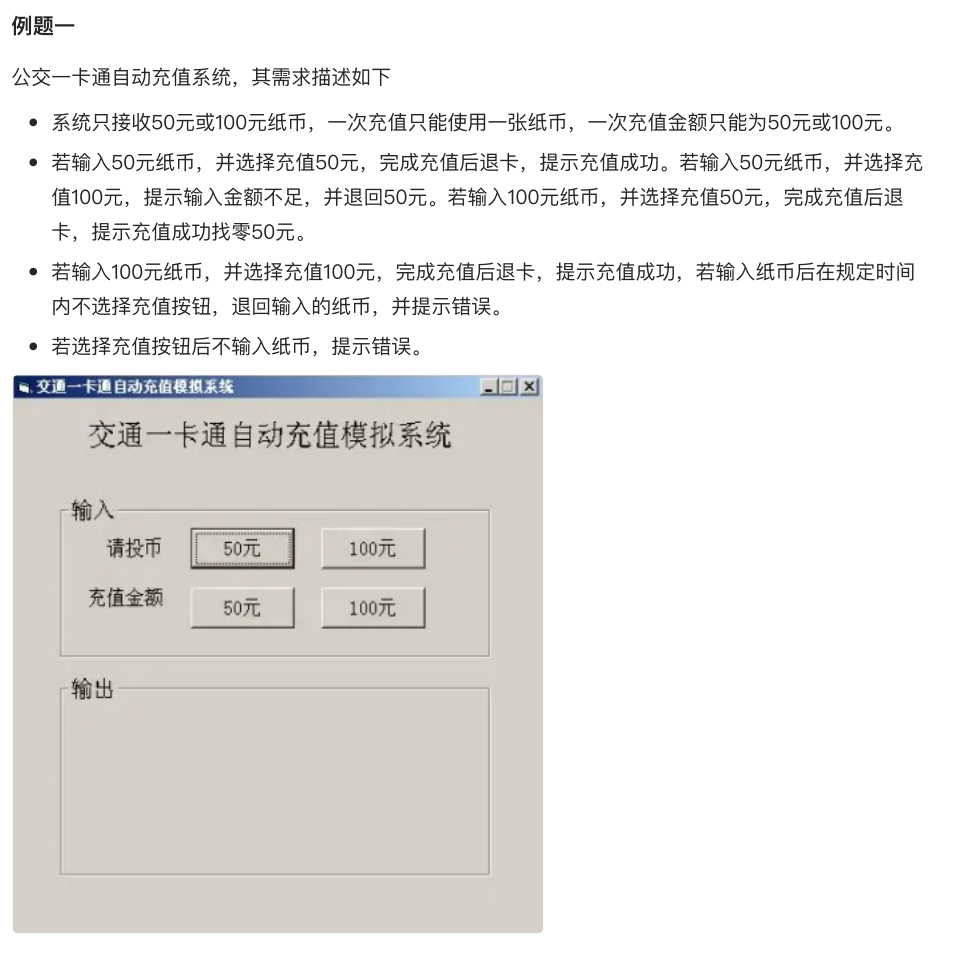 例题一
公交一卡通自动充值系统，其需求描述如下
• 系统只接收50元或100元纸币，一次充值只能使用一张纸币，一次充值金额只能为50元或100元。
• 若输入50元纸币，并选择充值50元，完成充值后退卡，提示充值成功。若输入50元纸币，并选择充
值100元，提示输入金额不足，并退回50元。若输入100元纸币，并选择充值50元，完成充值后退
卡，提示充值成功找零50元。
• 若输入100元纸币，并选择充值100元，完成充值后退卡，提示充值成功，若输入纸币后在规定时间
内不选择充值按钮，退回输入的纸币，并提示错误。
• 若选择充值按钮后不输入纸币，提示错误。
交通一卡通自动充值模拟系统
交通一卡通自动充值模拟系统
输入
请投币 50元 100元
充值金额 50元 100元
输出